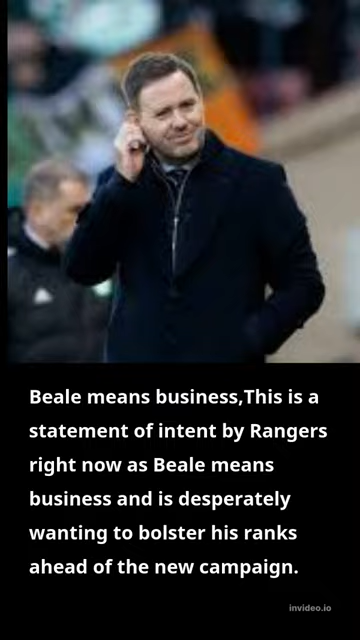 Beale means business,This is a
statement of intent by Rangers
right now as Beale means
business and is desperately
wanting to bolster his ranks
ahead of the new campaign.
invideo.io